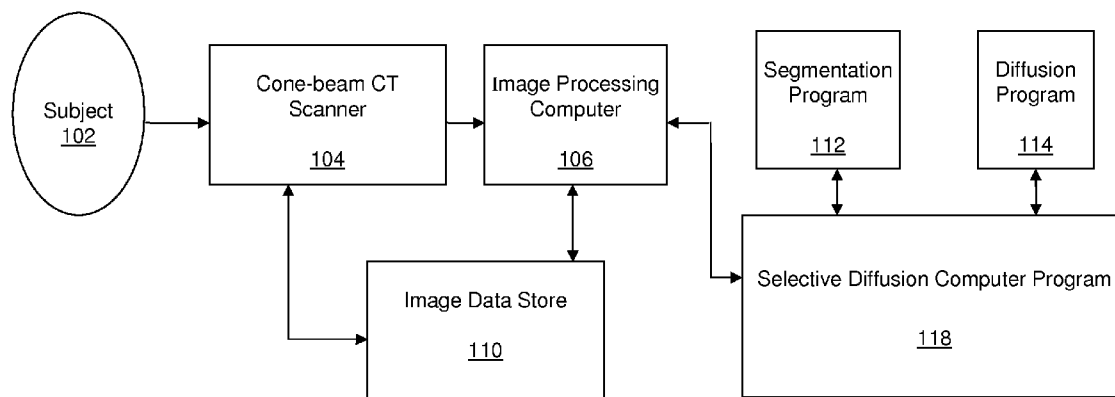 Subject
102
Cone-beam CT
Scanner
104
Image Processing
Computer
106
Segmentation
Program
112
Diffusion
Program
114
Image Data Store
110
Selective Diffusion Computer Program
118